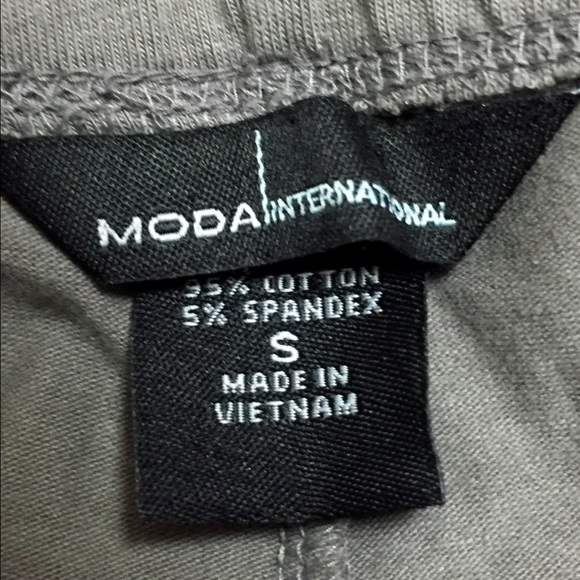 MODA INTERNATIONAL
95% COTTON
5% SPANDEX
S
MADE IN
VIETNAM